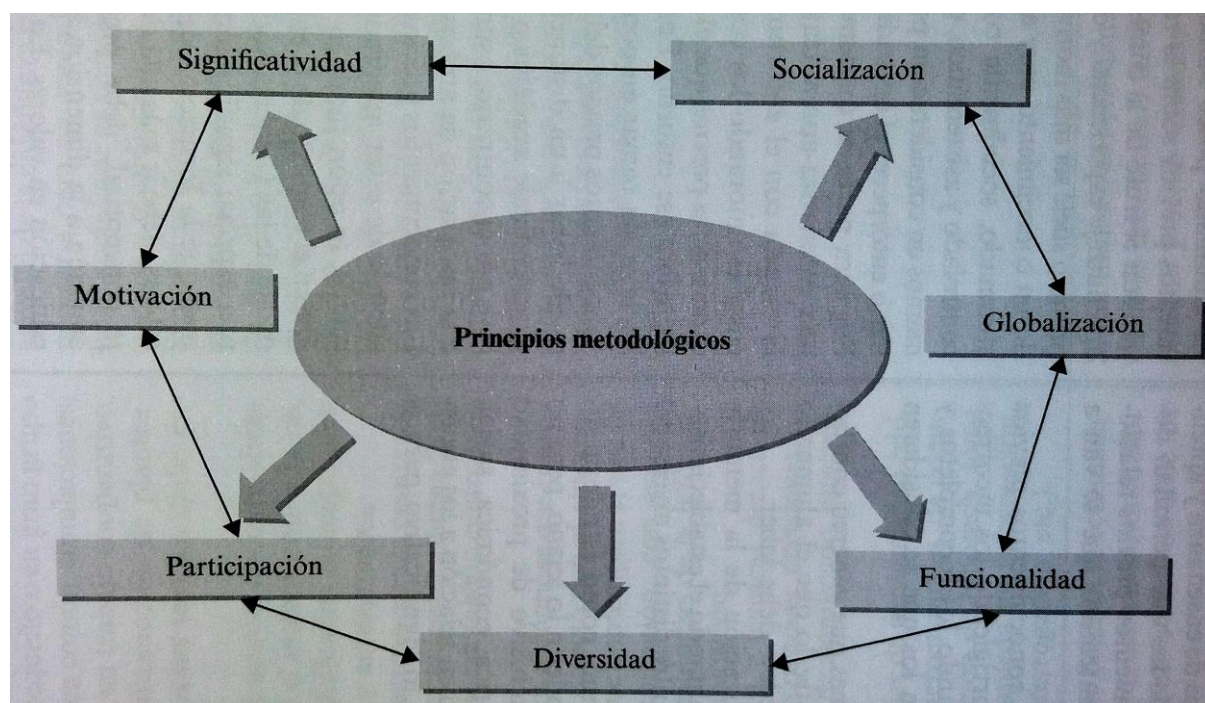 Significatividad
Socialización
Motivación
Globalización
Principios metodológicos
Participación
Funcionalidad
Diversidad